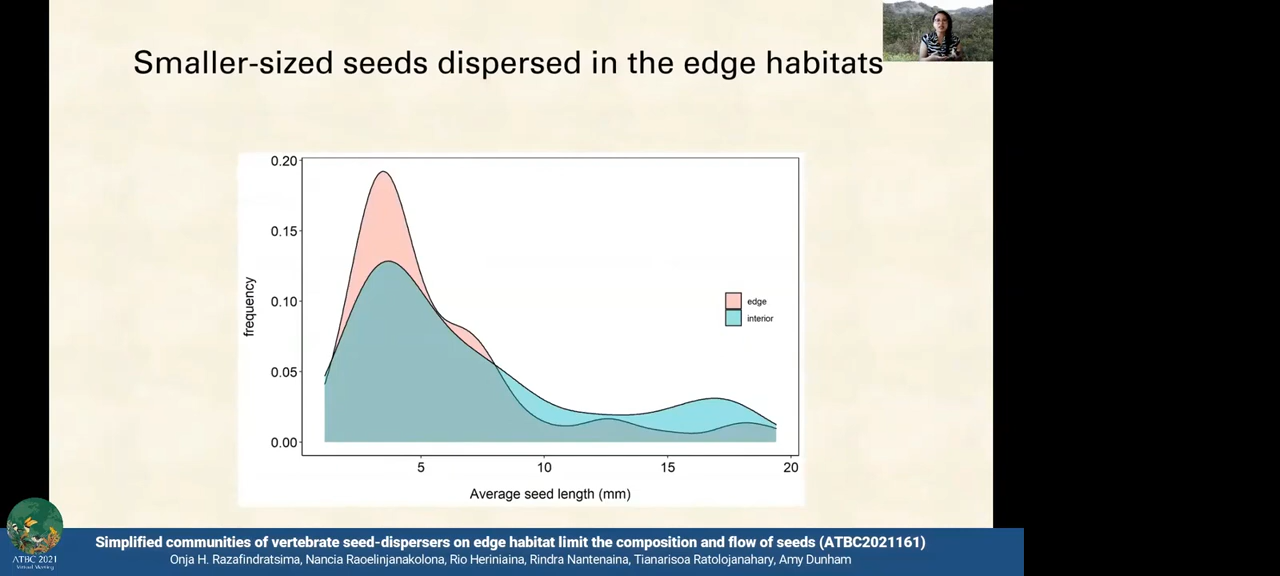 Smaller-sized seeds dispersed in the edge habitats
0.20
0.15
0.10
0.05
0.00
frequency
5
10
15
20
Average seed length (mm)
edge
interior
ATBC 2021
Virtual Meeting
Simplified communities of vertebrate seed-dispersers on edge habitat limit the composition and flow of seeds (ATBC2021161)
Onja H. Razafindratsima, Nancia Raoelinjanakolona, Rio Heriniaina, Rindra Nantenaina, Tianarisoa Ratolojanahary, Amy Dunham